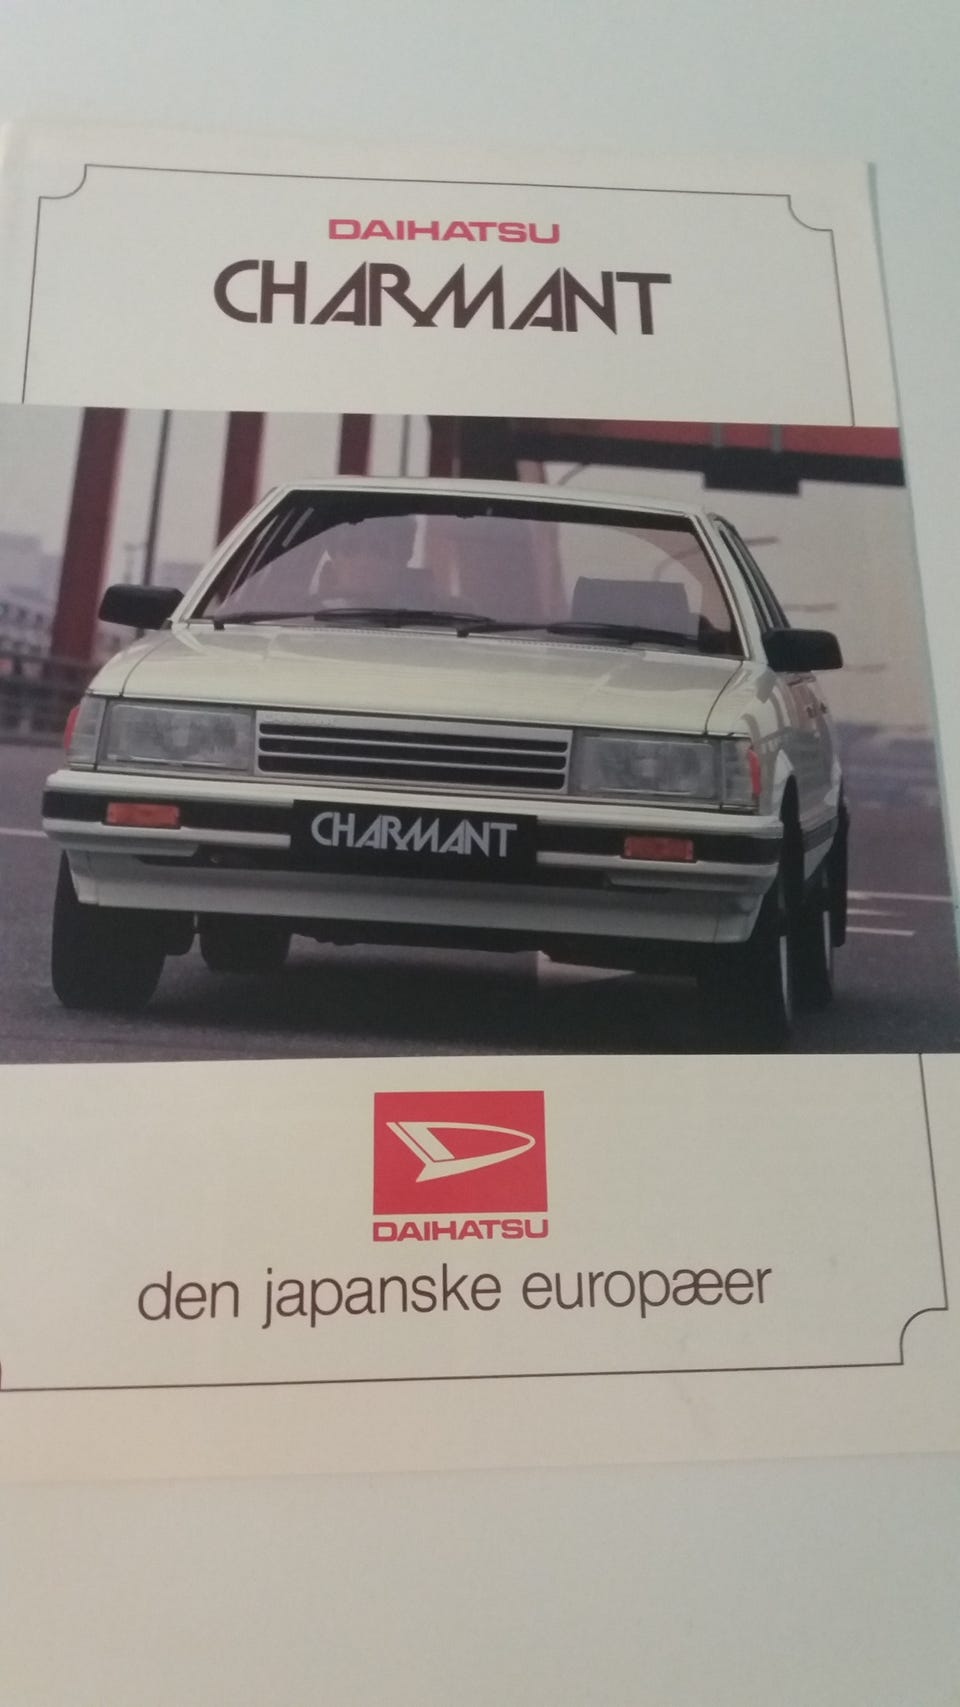 DAIHATSU
CHARMANT
CHARMANT
DAIHATSU
den japanske europæer